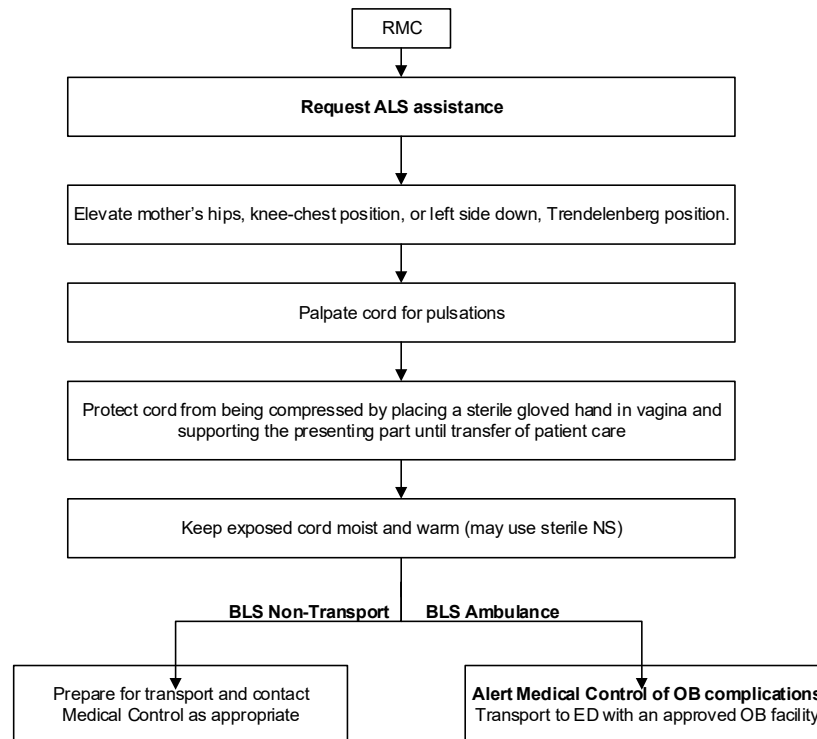 RMC
Request ALS assistance
Elevate mother’s hips, knee-chest position, or left side down, Trendelenberg position.
Palpate cord for pulsations
Protect cord from being compressed by placing a sterile gloved hand in vagina and
supporting the presenting part until transfer of patient care
Keep exposed cord moist and warm (may use sterile NS)
BLS Non-Transport
BLS Ambulance
Prepare for transport and contact
Medical Control as appropriate
Alert Medical Control of OB complications
Transport to ED with an approved OB facility